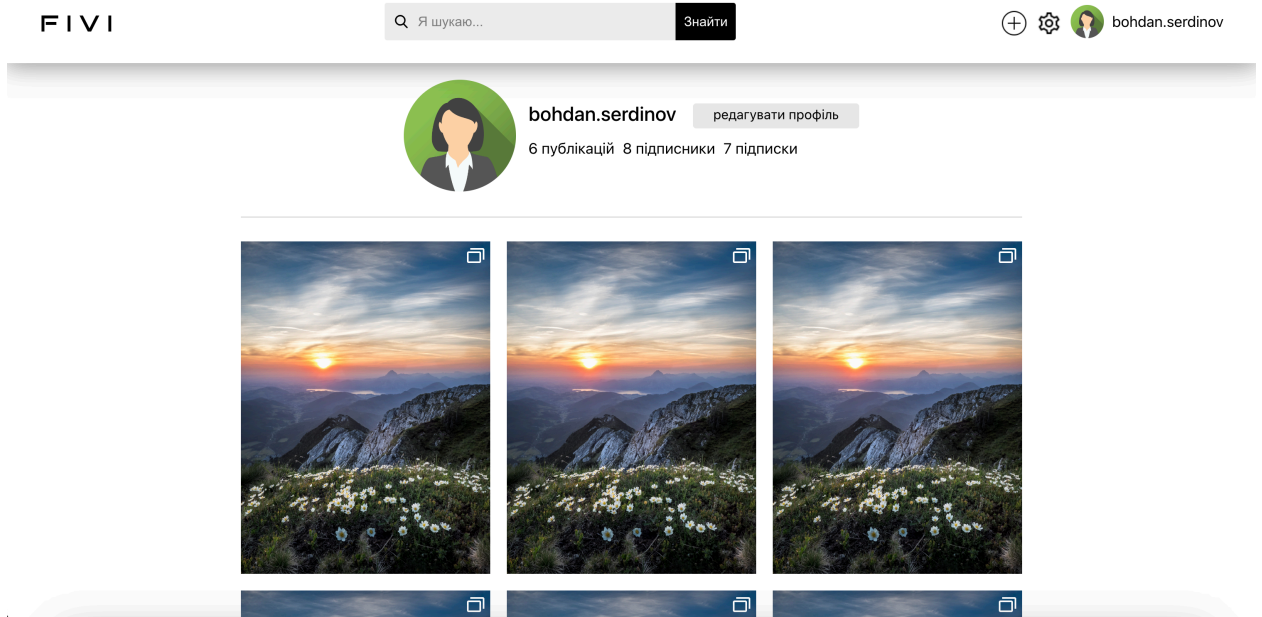 FIVI
Я шукаю...
Знайти
bohdan.serdinov
bohdan.serdinov
редагувати профіль
6 публікацій 8 підписники 7 підписки